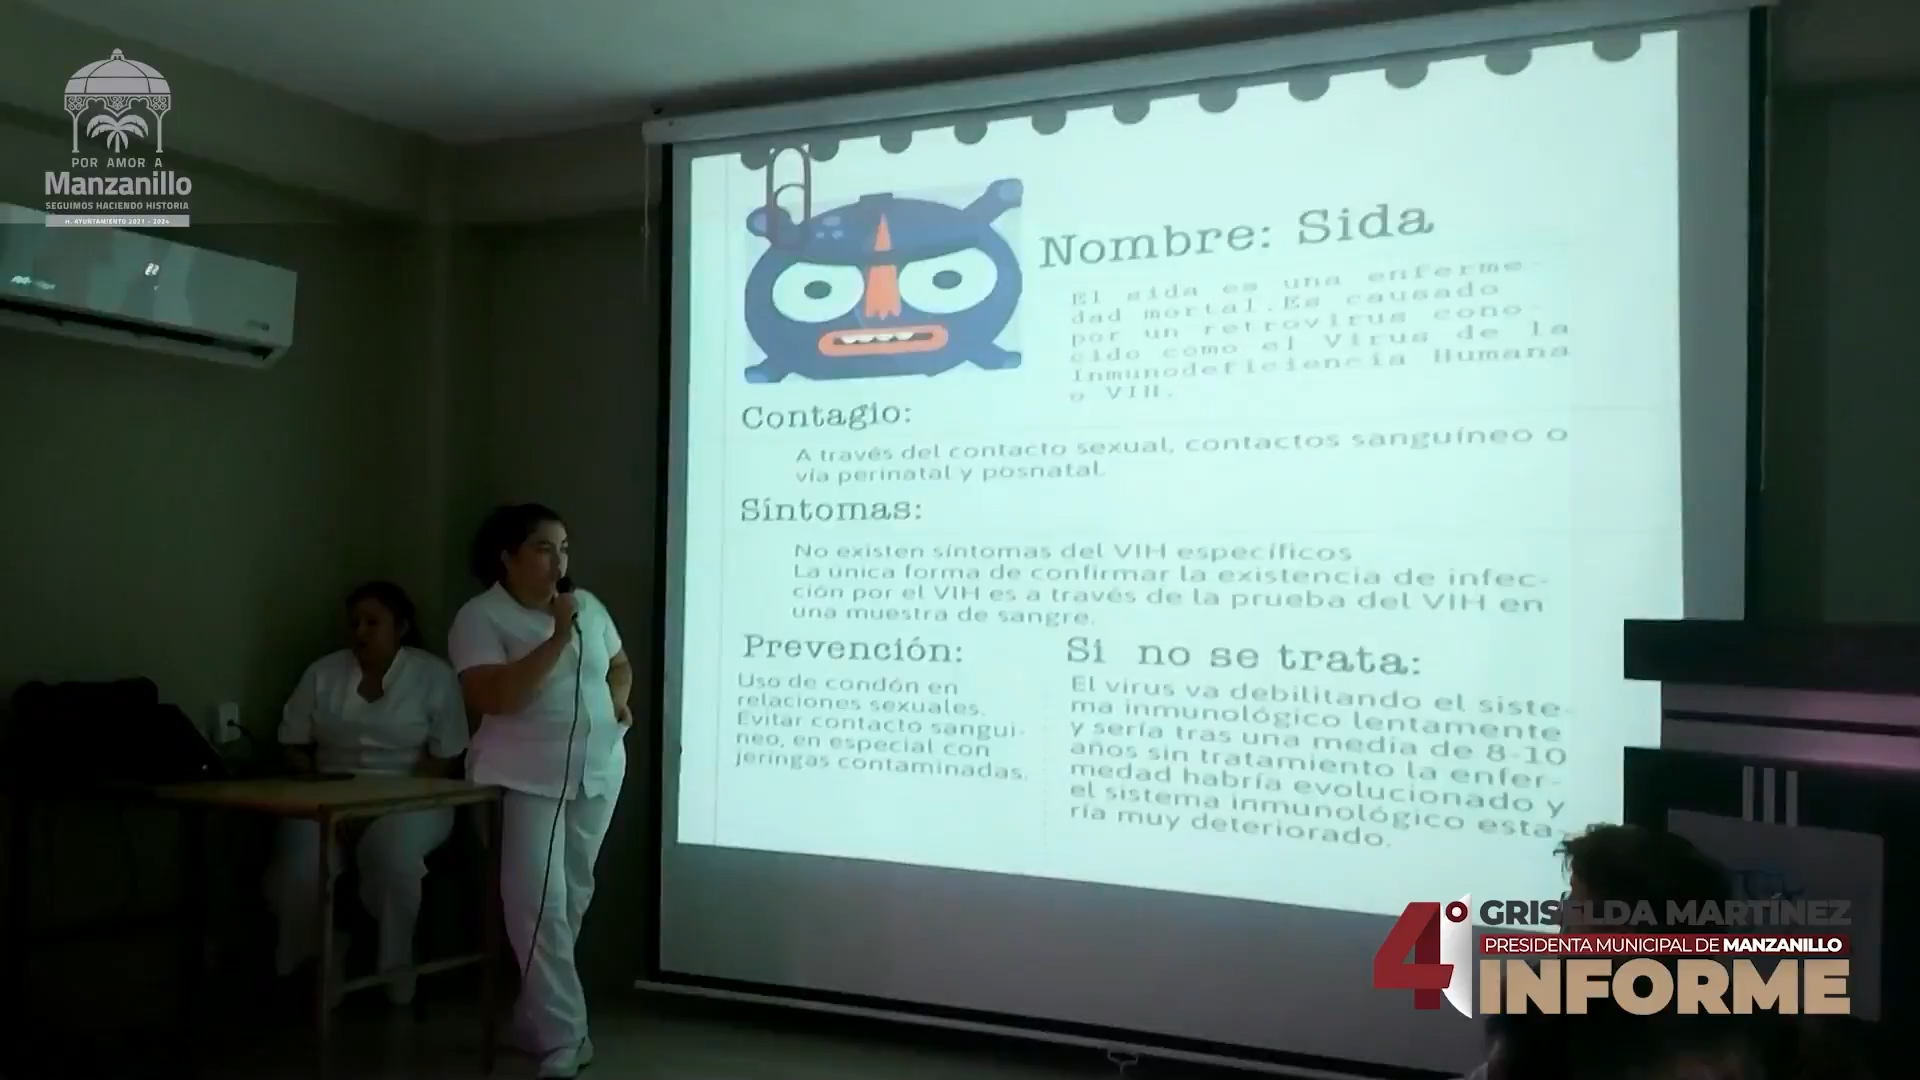 POR AMOR A
Manzanillo
SEGUIMOS HACIENDO HISTORIA
H. AYUNTAMIENTO 2021 - 2024
Nombre: Sida
El sida es una enferme-
dad mortal.Es causado
por un retrovirus cono-
cido como el Virus de la
Inmunodeficiencia Humana
o VIH.
Contagio:
A través del contacto sexual, contactos sanguíneo o
vía perinatal y posnatal.
Síntomas:
No existen síntomas del VIH específicos
La unica forma de confirmar la existencia de infec-
ción por el VIH es a través de la prueba del VIH en
una muestra de sangre.
Prevención:
Uso de condón en
relaciones sexuales.
Evitar contacto sanguí-
neo, en especial con
jeringas contaminadas.
Si no se trata:
El virus va debilitando el siste-
ma inmunológico lentamente
y sería tras una media de 8-10
años sin tratamiento la enfer-
medad habría evolucionado y
el sistema inmunológico esta-
ría muy deteriorado.
4° GRISELDA MARTÍNEZ
PRESIDENTA MUNICIPAL DE MANZANILLO
INFORME